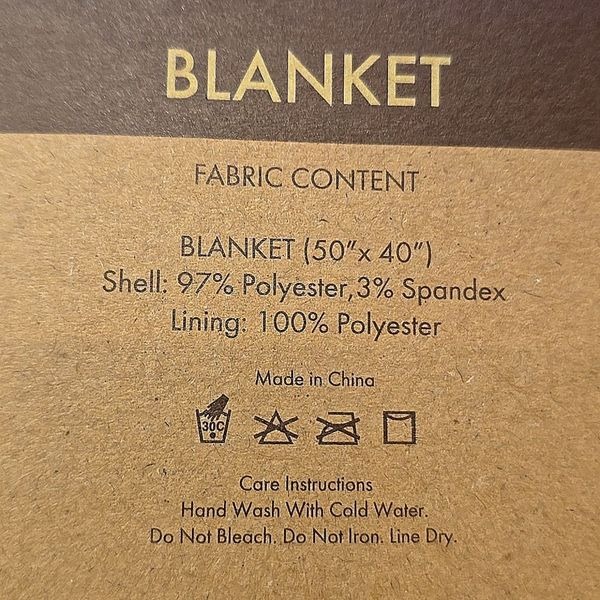 BLANKET
FABRIC CONTENT
BLANKET (50”x 40”)
Shell: 97% Polyester,3% Spandex
Lining: 100% Polyester
Made in China
30C
Care Instructions
Hand Wash With Cold Water.
Do Not Bleach. Do Not Iron. Line Dry.